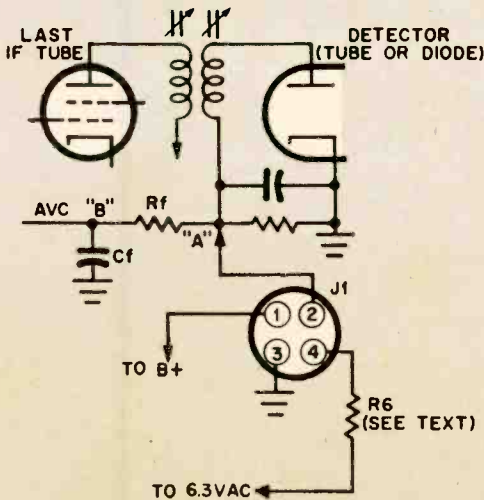 LAST
IF TUBE
DETECTOR
(TUBE OR DIODE)
AVC "B"
Rf
"A"
Cf
J1
1 2
3 4
TO B+
R6
(SEE TEXT)
TO 6.3VAC